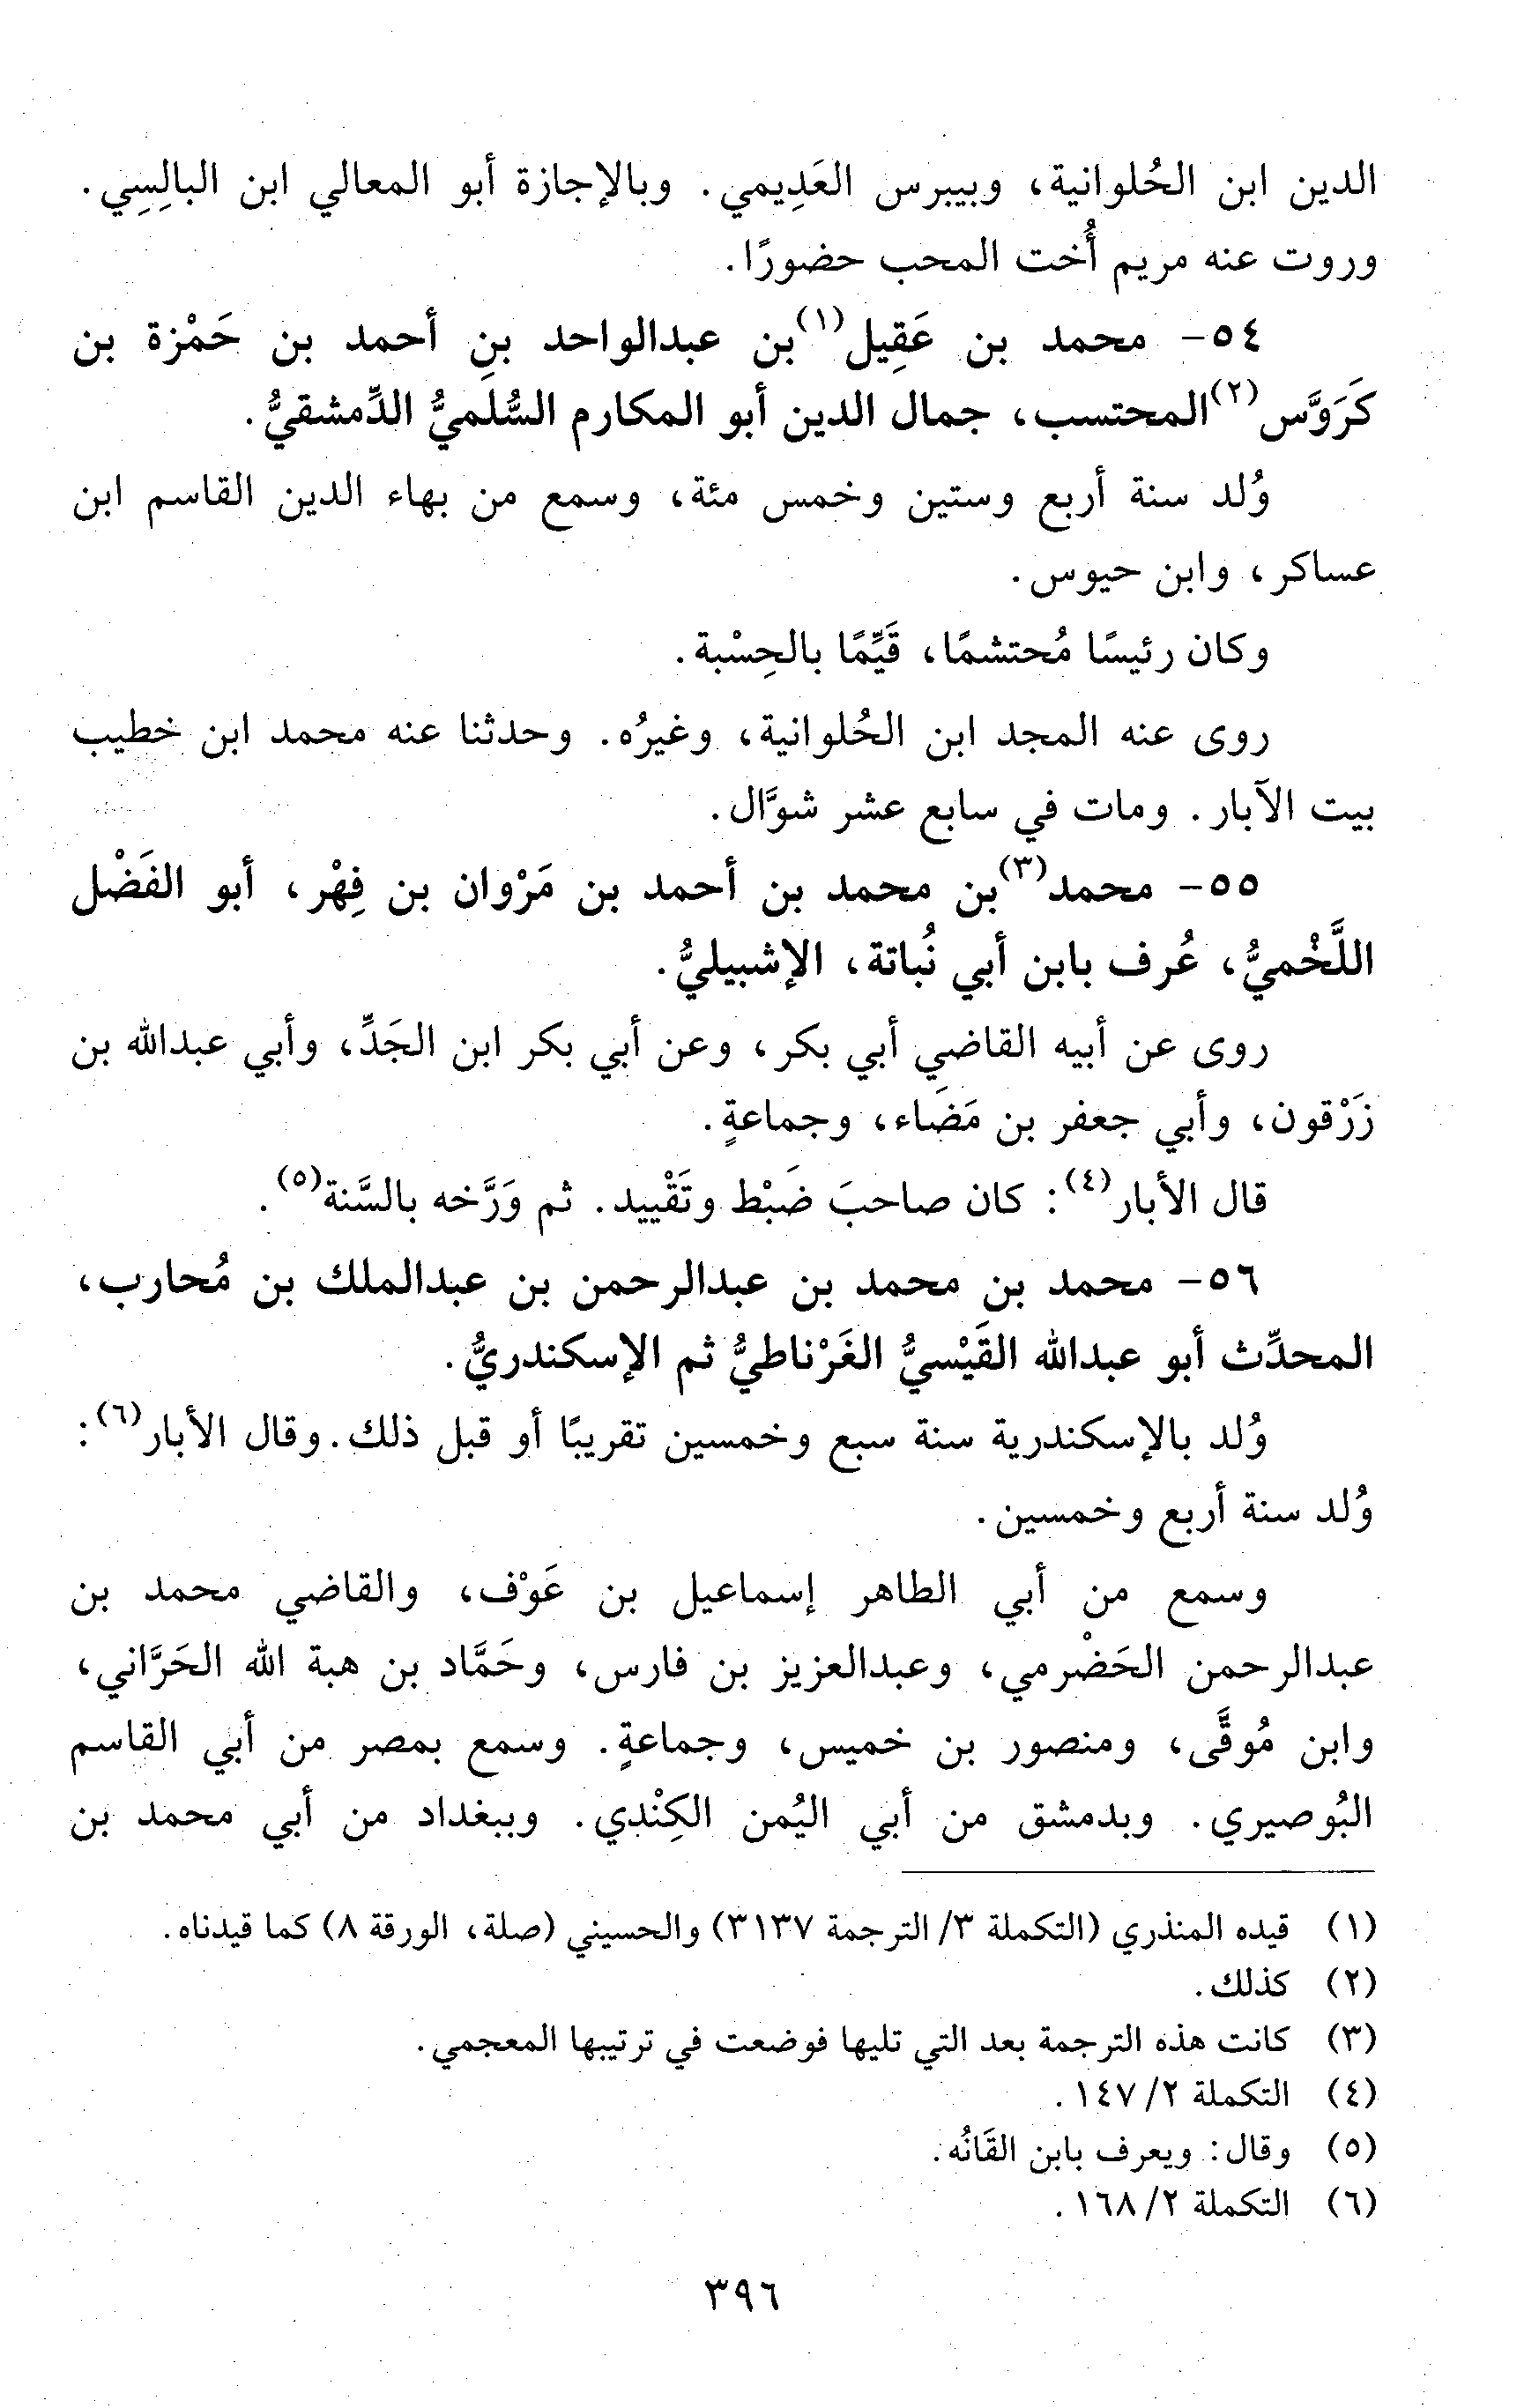 الدين ابن الحُلوانية، وبيبرس العَدِيمي. وبالإجازة أبو المعالي ابن البالِسِي.
وروت عنه مريم أُخت المحب حضورًا.
٥٤- محمد بن عَقِيل(١) بن عبدالواحد بنِ أحمد بن حَمْزة بن
كَرَوَّس(٢) المحتسب، جمال الدين أبو المكارم السُّلَميُّ الدِّمشقيُّ.
وُلد سنة أربع وستين وخمس مئة، وسمع من بهاء الدين القاسم ابن
عساكر، وابن حيوس.
وكان رئيسًا مُحتشمًا، قَيِّمًا بالحِسْبة.
روى عنه المجد ابن الحُلوانية، وغيرُه. وحدثنا عنه محمد ابن خطيب
بيت الآبار. ومات في سابع عشر شوَّال.
٥٥- محمد(٣) بن محمد بن أحمد بن مَرْوان بن فِهْر، أبو الفَضْل
اللَّخْميُّ، عُرف بابن أبي نُباتة، الإشبيليُّ.
روى عن أبيه القاضي أبي بكر، وعن أبي بكر ابن الجَدِّ، وأبي عبدالله بن
زَرْقون، وأبي جعفر بن مَضَاء، وجماعةٍ.
قال الأبار(٤): كان صاحبَ ضَبْط وتَقْييد. ثم وَرَّخه بالسَّنة(٥).
٥٦- محمد بن محمد بن عبدالرحمن بن عبدالملك بن مُحارب،
المحدِّث أبو عبدالله القَيْسيُّ الغَرْناطيُّ ثم الإسكندريُّ.
وُلد بالإسكندرية سنة سبع وخمسين تقريبًا أو قبل ذلك. وقال الأبار(٦):
وُلد سنة أربع وخمسين.
وسمع من أبي الطاهر إسماعيل بن عَوْف، والقاضي محمد بن
عبدالرحمن الحَضْرمي، وعبدالعزيز بن فارس، وحَمَّاد بن هبة الله الحَرَّاني،
وابن مُوقَّى، ومنصور بن خميس، وجماعةٍ. وسمع بمصر من أبي القاسم
البُوصيري. وبدمشق من أبي اليُمن الكِنْدي. وببغداد من أبي محمد بن
(١) قيده المنذري (التكملة ٣/ الترجمة ٣١٣٧) والحسيني (صلة، الورقة ٨) كما قيدناه.
(٢) كذلك.
(٣) كانت هذه الترجمة بعد التي تليها فوضعت في ترتيبها المعجمي.
(٤) التكملة ٢/ ١٤٧.
(٥) وقال: ويعرف بابن القَانُه.
(٦) التكملة ٢/ ١٦٨.
٣٩٦